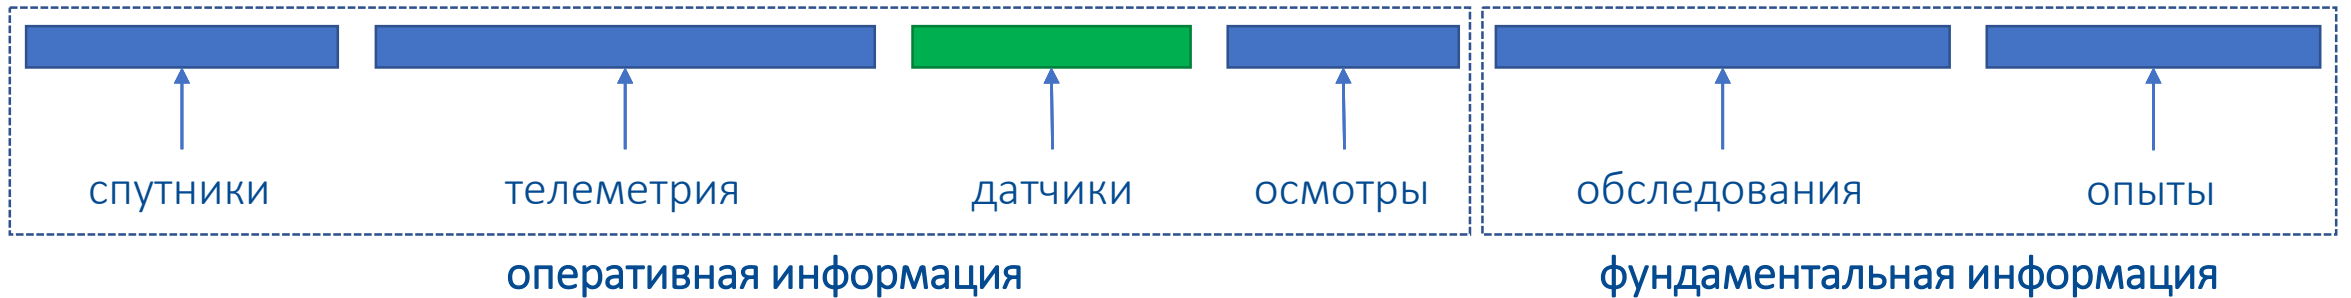 спутники телеметрия датчики осмотры обследования опыты
оперативная информация фундаментальная информация